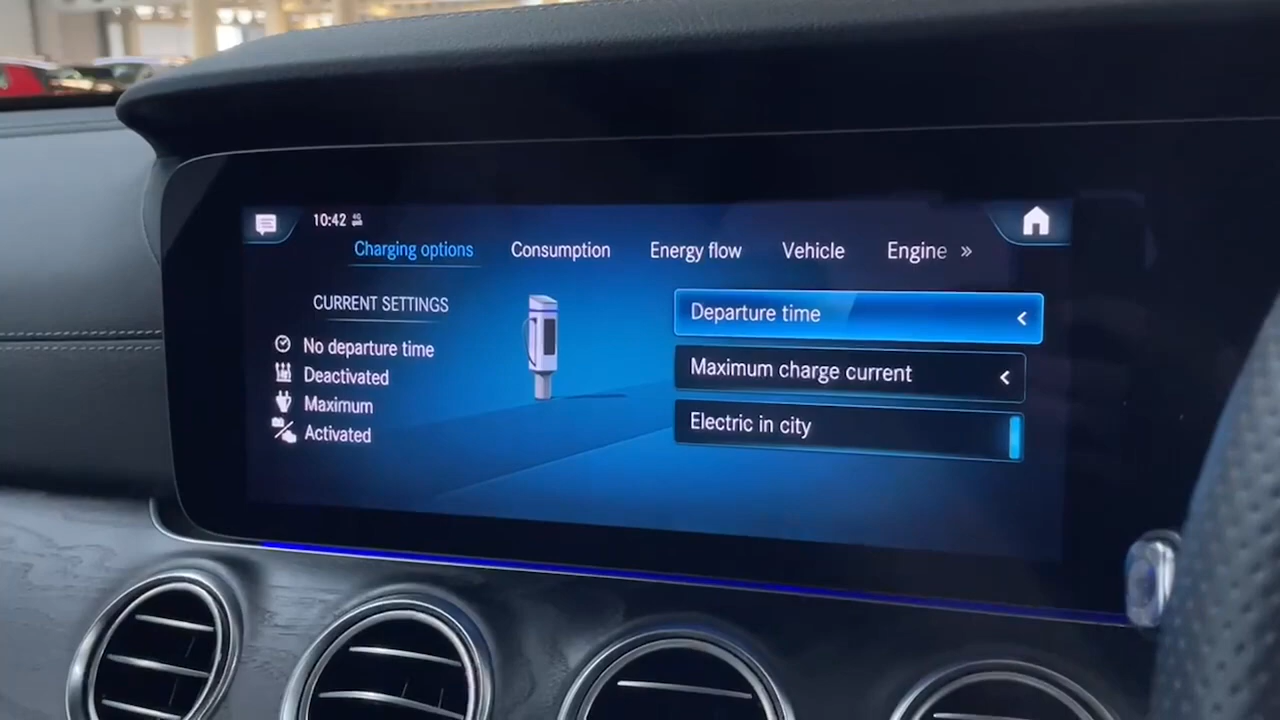 10:42 4G
Charging options Consumption Energy flow Vehicle Engine »
CURRENT SETTINGS
No departure time
Deactivated
Maximum
Activated
Departure time
Maximum charge current
Electric in city